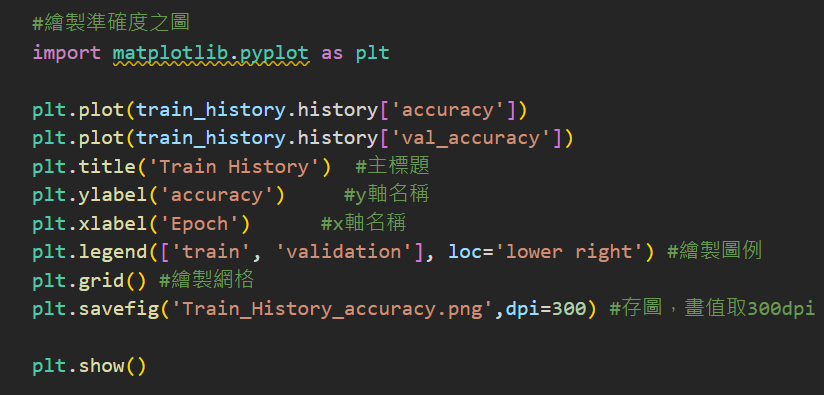 #繪製準確度之圖
import matplotlib.pyplot as plt
plt.plot(train_history.history['accuracy'])
plt.plot(train_history.history['val_accuracy'])
plt.title('Train History')  #主標題
plt.ylabel('accuracy')     #y軸名稱
plt.xlabel('Epoch')      #x軸名稱
plt.legend(['train', 'validation'], loc='lower right') #繪製圖例
plt.grid() #繪製網格
plt.savefig('Train_History_accuracy.png',dpi=300) #存圖，畫值取300dpi
plt.show()